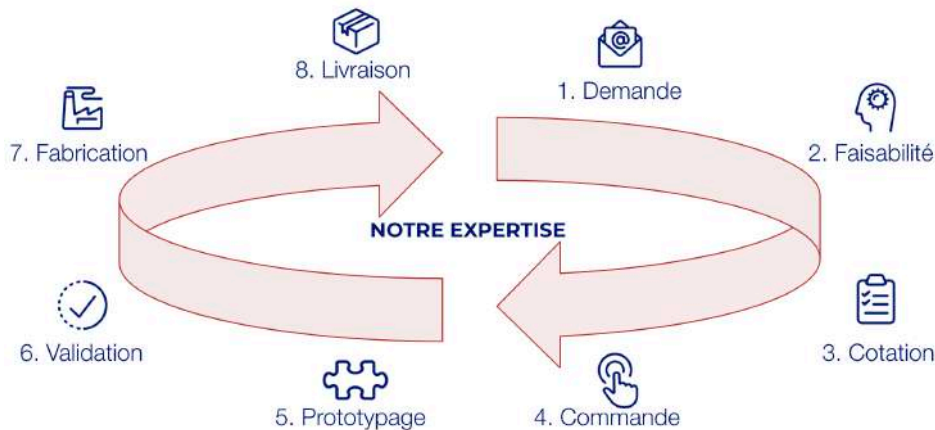 8. Livraison
1. Demande
7. Fabrication
2. Faisabilité
NOTRE EXPERTISE
6. Validation
3. Cotation
5. Prototypage
4. Commande
@